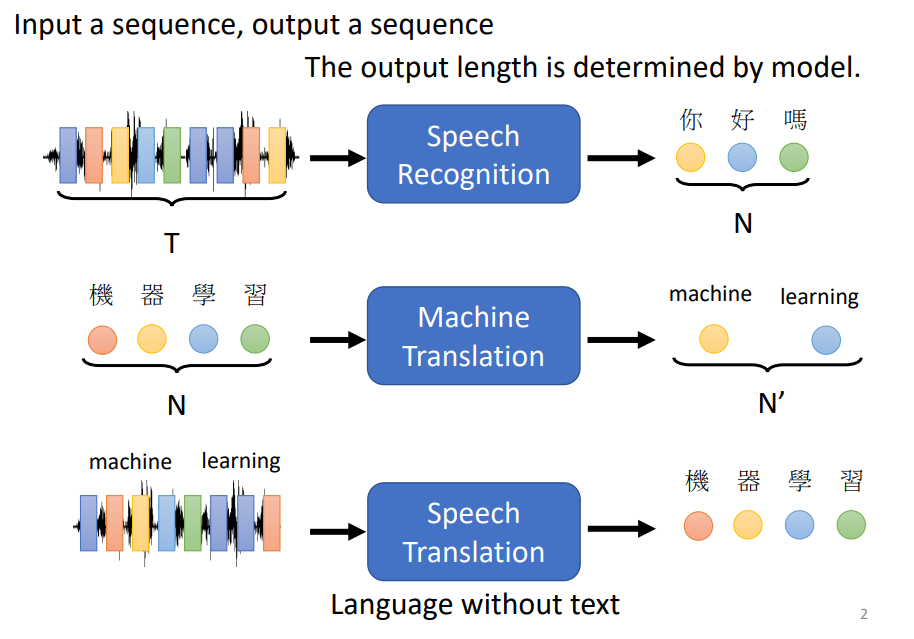 Input a sequence, output a sequence
The output length is determined by model.
Speech
Recognition
你 好 嗎
T
N
機 器 學 習
Machine
Translation
machine learning
N
N’
machine learning
Speech
Translation
機 器 學 習
Language without text
2